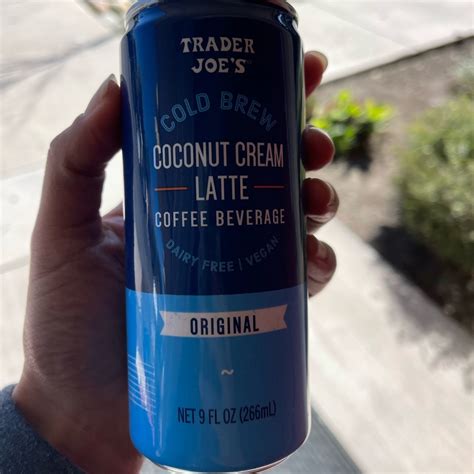 TRADER
JOE'S
COLD BREW
COCONUT CREAM
LATTE
COFFEE BEVERAGE
DAIRY FREE | VEGAN
ORIGINAL
~
NET 9 FL OZ (266mL)